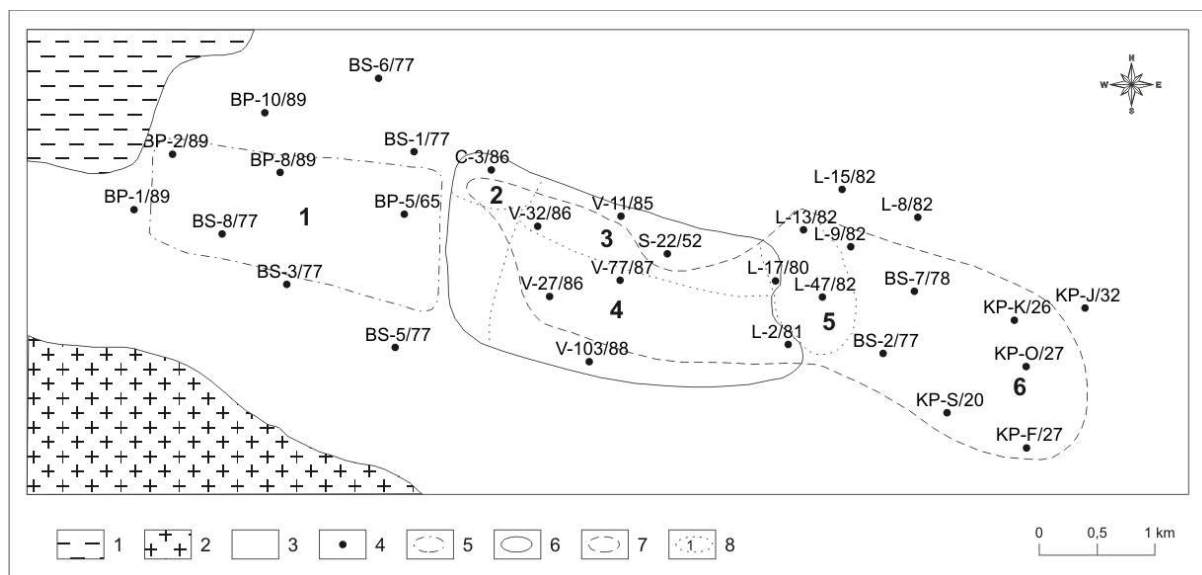 BS-6/77
N
W E
S
BP-10/89
BP-2/89
BS-1/77
BP-8/89
C-3/86
L-15/82
2
BP-1/89
BP-5/65
1
V-11/85
L-8/82
V-32/86
L-13/82
BS-8/77
3
L-9/82
S-22/52
BS-3/77
V-77/87
L-17/80
BS-7/78
V-27/86
L-47/82
KP-J/32
KP-K/26
4
5
BS-5/77
L-2/81
BS-2/77
V-103/88
KP-O/27
6
KP-S/20
KP-F/27
1 2 3 4 5 6 7 1 8
0 0,5 1 km